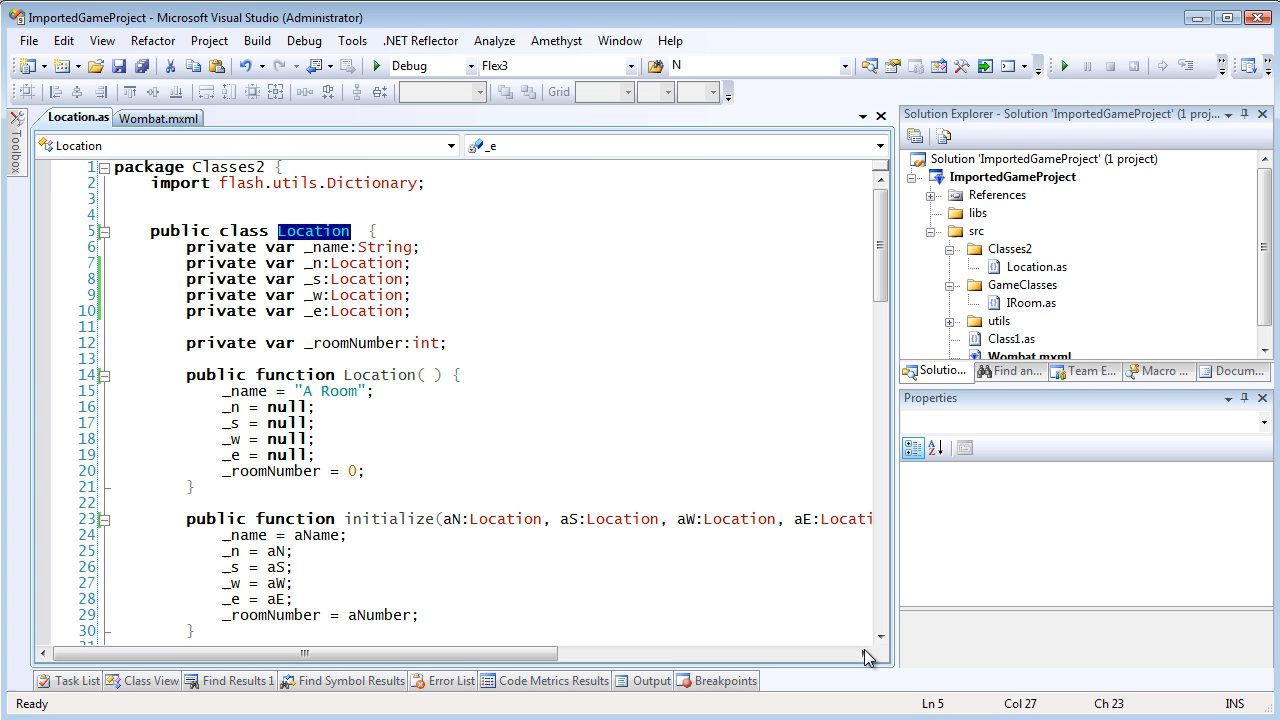 ImportedGameProject - Microsoft Visual Studio (Administrator)
File Edit View Refactor Project Build Debug Tools .NET Reflector Analyze Amethyst Window Help
Debug Flex3 N
Grid
Location.as Wombat.mxml
Toolbox
Location _e
1 package Classes2 {
2 import flash.utils.Dictionary;
3
4
5 public class Location {
6 private var _name:String;
7 private var _n:Location;
8 private var _s:Location;
9 private var _w:Location;
10 private var _e:Location;
11
12 private var _roomNumber:int;
13
14 public function Location( ) {
15 _name = "A Room";
16 _n = null;
17 _s = null;
18 _w = null;
19 _e = null;
20 _roomNumber = 0;
21 }
22
23 public function initialize(aN:Location, aS:Location, aW:Location, aE:Locati
24 _name = aName;
25 _n = aN;
26 _s = aS;
27 _w = aW;
28 _e = aE;
29 _roomNumber = aNumber;
30 }
Solution Explorer - Solution 'ImportedGameProject' (1 proj...
Solution 'ImportedGameProject' (1 project)
ImportedGameProject
References
libs
src
Classes2
Location.as
GameClasses
IRoom.as
utils
Class1.as
Wombat.mxml
Solutio... Find an... Team E... Macro ... Docum...
Properties
Task List Class View Find Results 1 Find Symbol Results Error List Code Metrics Results Output Breakpoints
Ready Ln 5 Col 27 Ch 23 INS